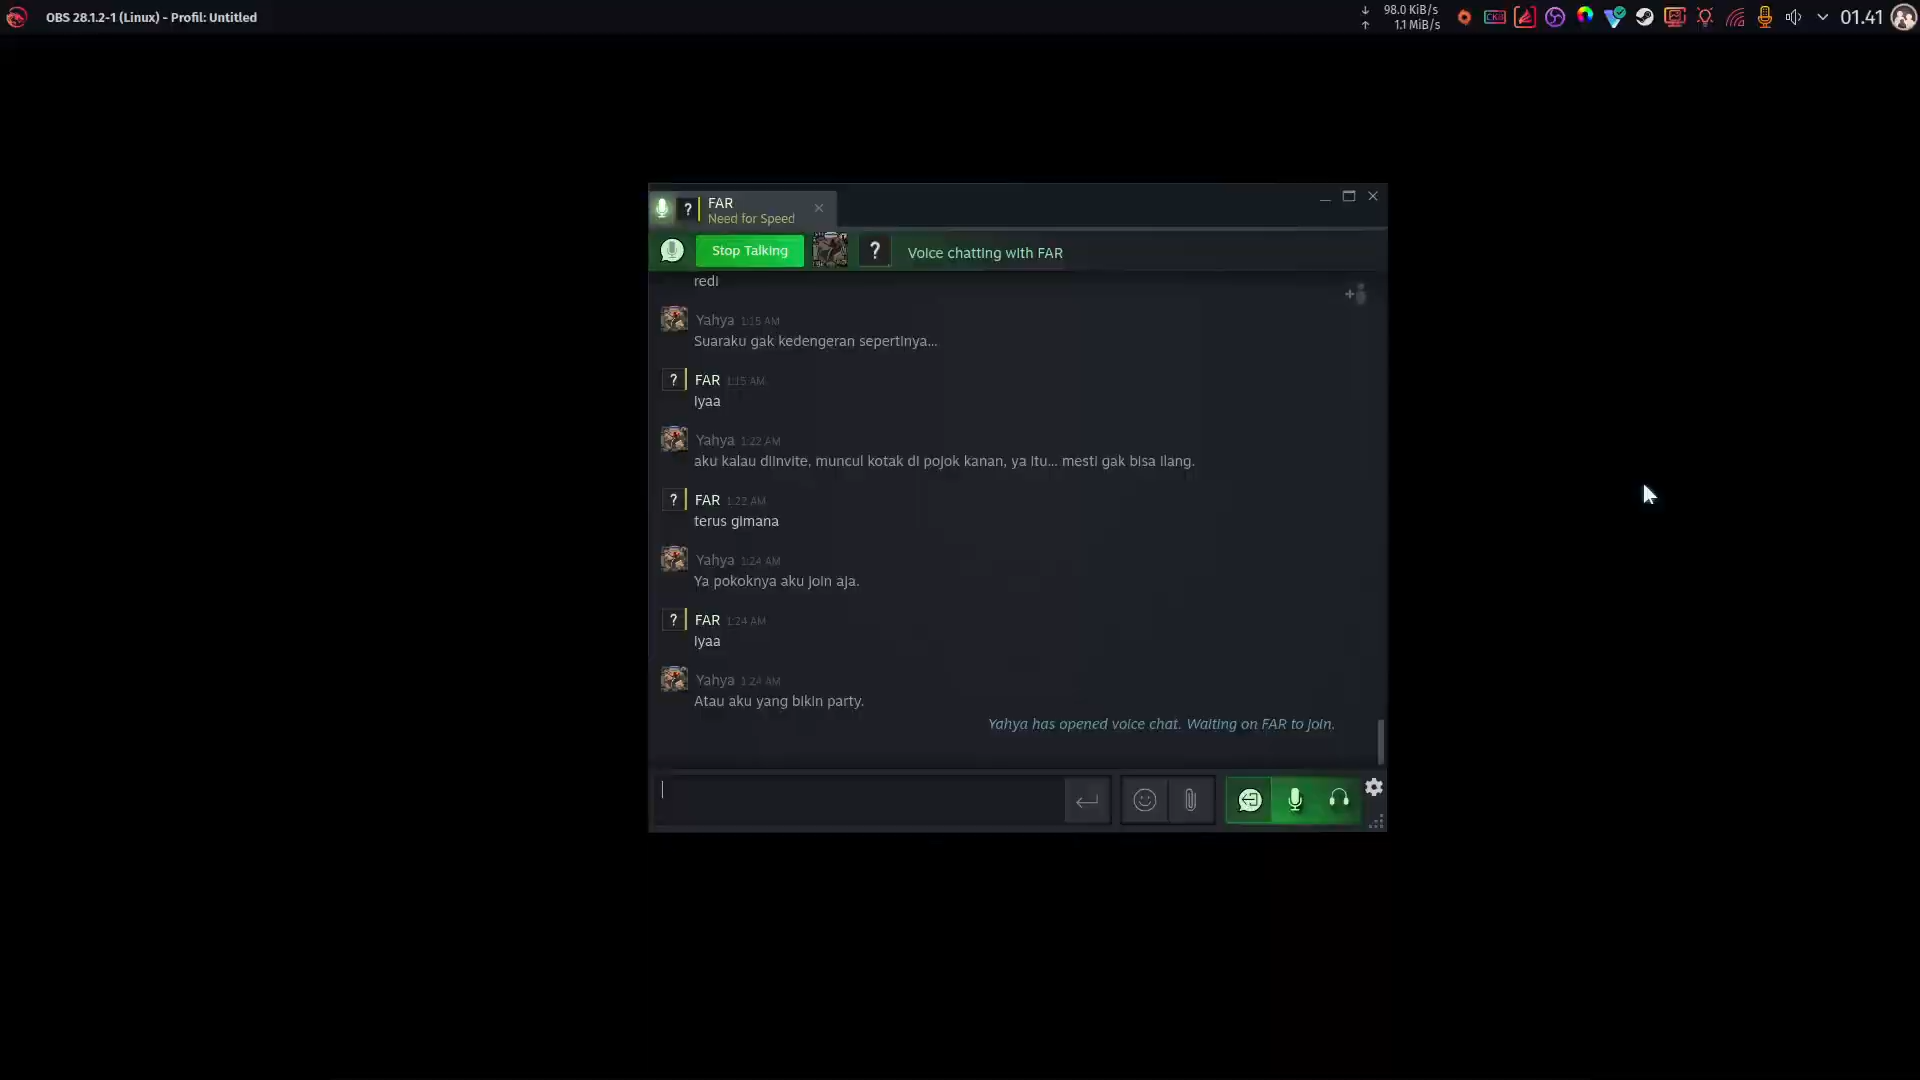 OBS 28.1.2-1 (Linux) - Profil: Untitled
98.0 KiB/s
1.1 MiB/s
01.41
FAR
Need for Speed
Stop Talking
?
Voice chatting with FAR
redi
Yahya 1:15 AM
Suaraku gak kedengeran sepertinya...
? FAR 1:15 AM
Iyaa
Yahya 1:22 AM
aku kalau diinvite, muncul kotak di pojok kanan, ya itu... mesti gak bisa ilang.
? FAR 1:22 AM
terus gimana
Yahya 1:24 AM
Ya pokoknya aku join aja.
? FAR 1:24 AM
Iyaa
Yahya 1:24 AM
Atau aku yang bikin party.
Yahya has opened voice chat. Waiting on FAR to join.